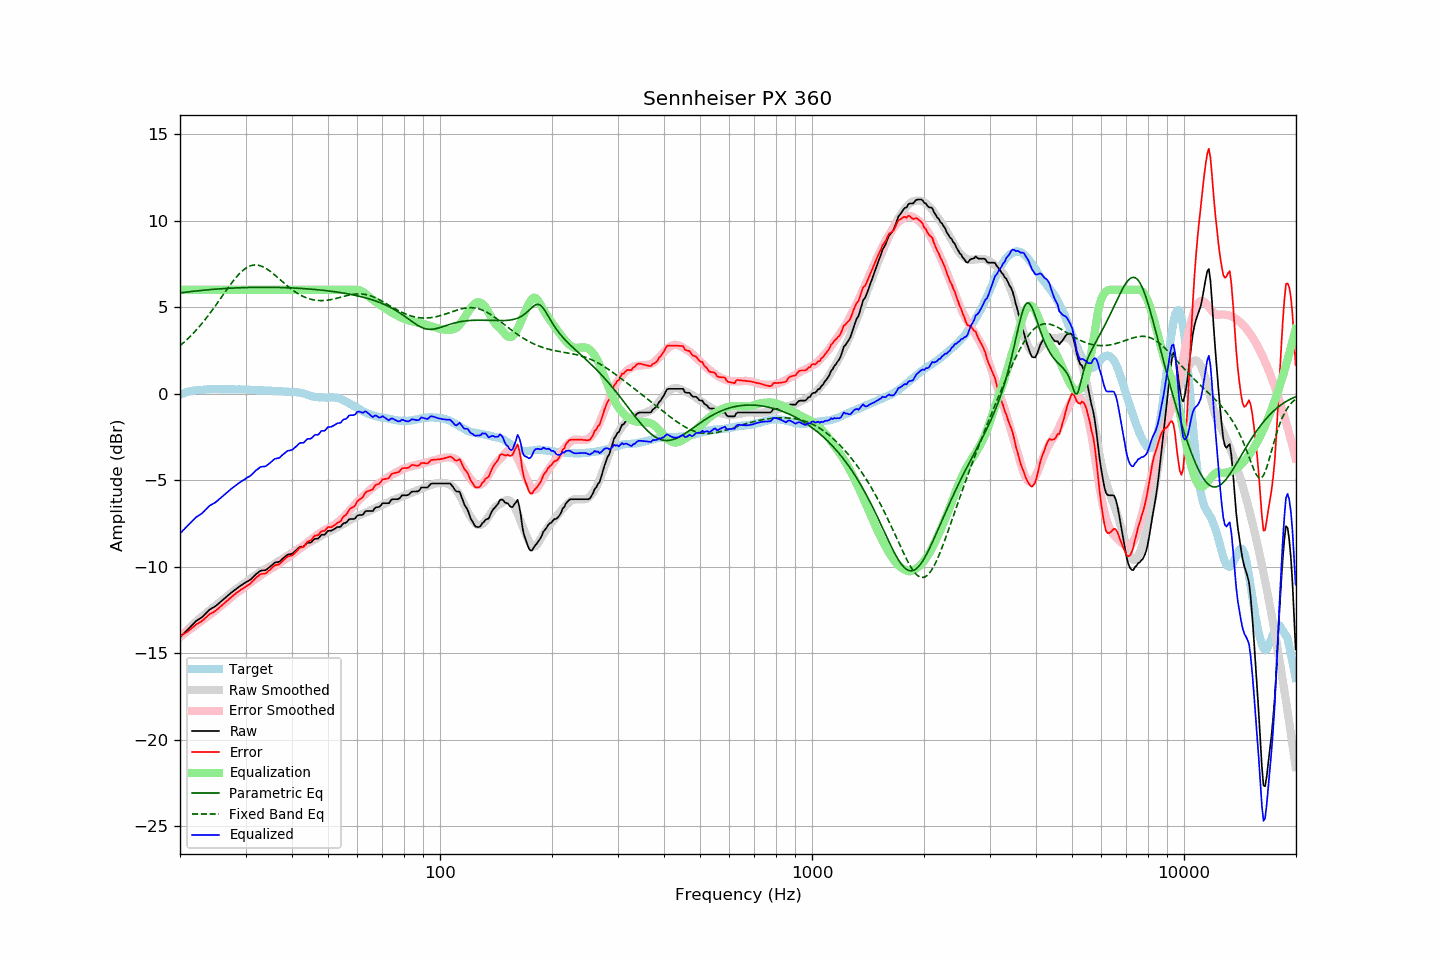 Sennheiser PX 360
15
10
5
0
−5
−10
−15
−20
−25
Amplitude (dBr)
Target
Raw Smoothed
Error Smoothed
Raw
Error
Equalization
Parametric Eq
Fixed Band Eq
Equalized
100
1000
10000
Frequency (Hz)